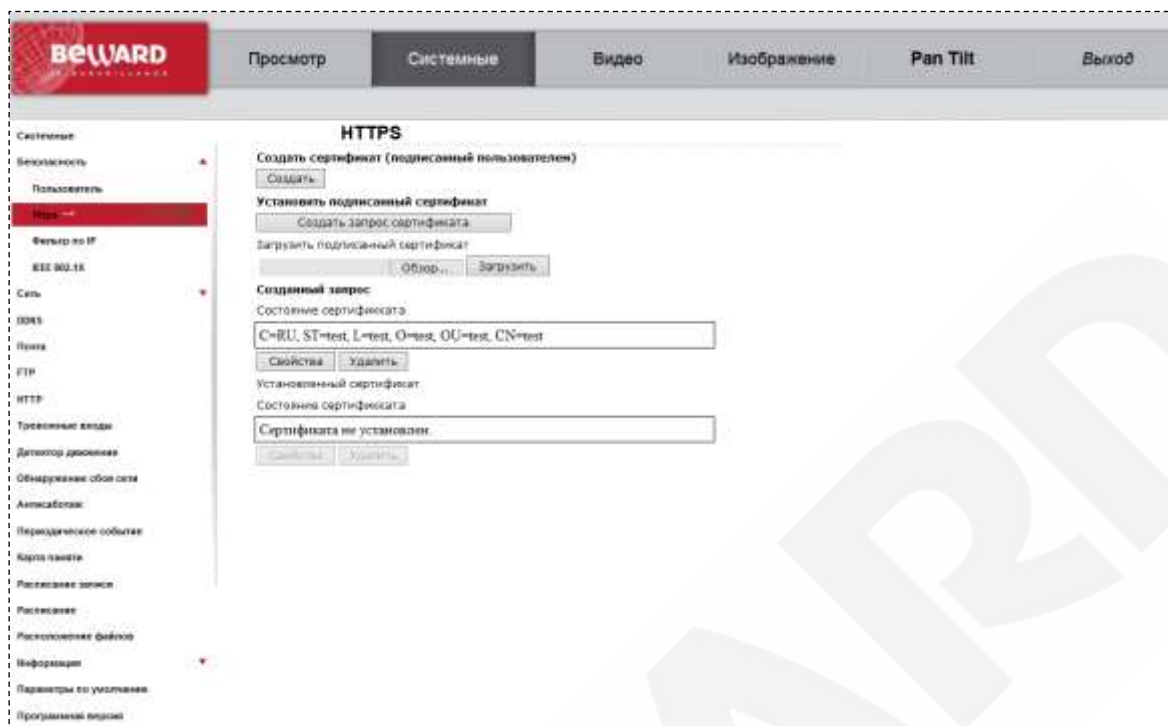 BEWARD
Просмотр Системные Видео Изображение Pan Tilt Выход
HTTPS
Системные
Безопасность
Пользователь
Https
Фильтр по IP
IEEE 802.1X
Сеть
DDNS
Почта
FTP
HTTP
Тревожные входы
Детектор движения
Обнаружение сбоя сети
Антисаботаж
Периодическое событие
Карта памяти
Расписание записи
Расписание
Расположение файлов
Информация
Параметры по умолчанию
Программная версия
Создать сертификат (подписанный пользователем)
Создать
Установить подписанный сертификат
Создать запрос сертификата
Загрузить подписанный сертификат
Обзор... Загрузить
Созданный запрос
Состояние сертификката
C=RU, ST=test, L=test, O=test, OU=test, CN=test
Свойства Удалить
Установленный сертификат
Состояние сертификката
Сертификата не установлен
Свойства Удалить